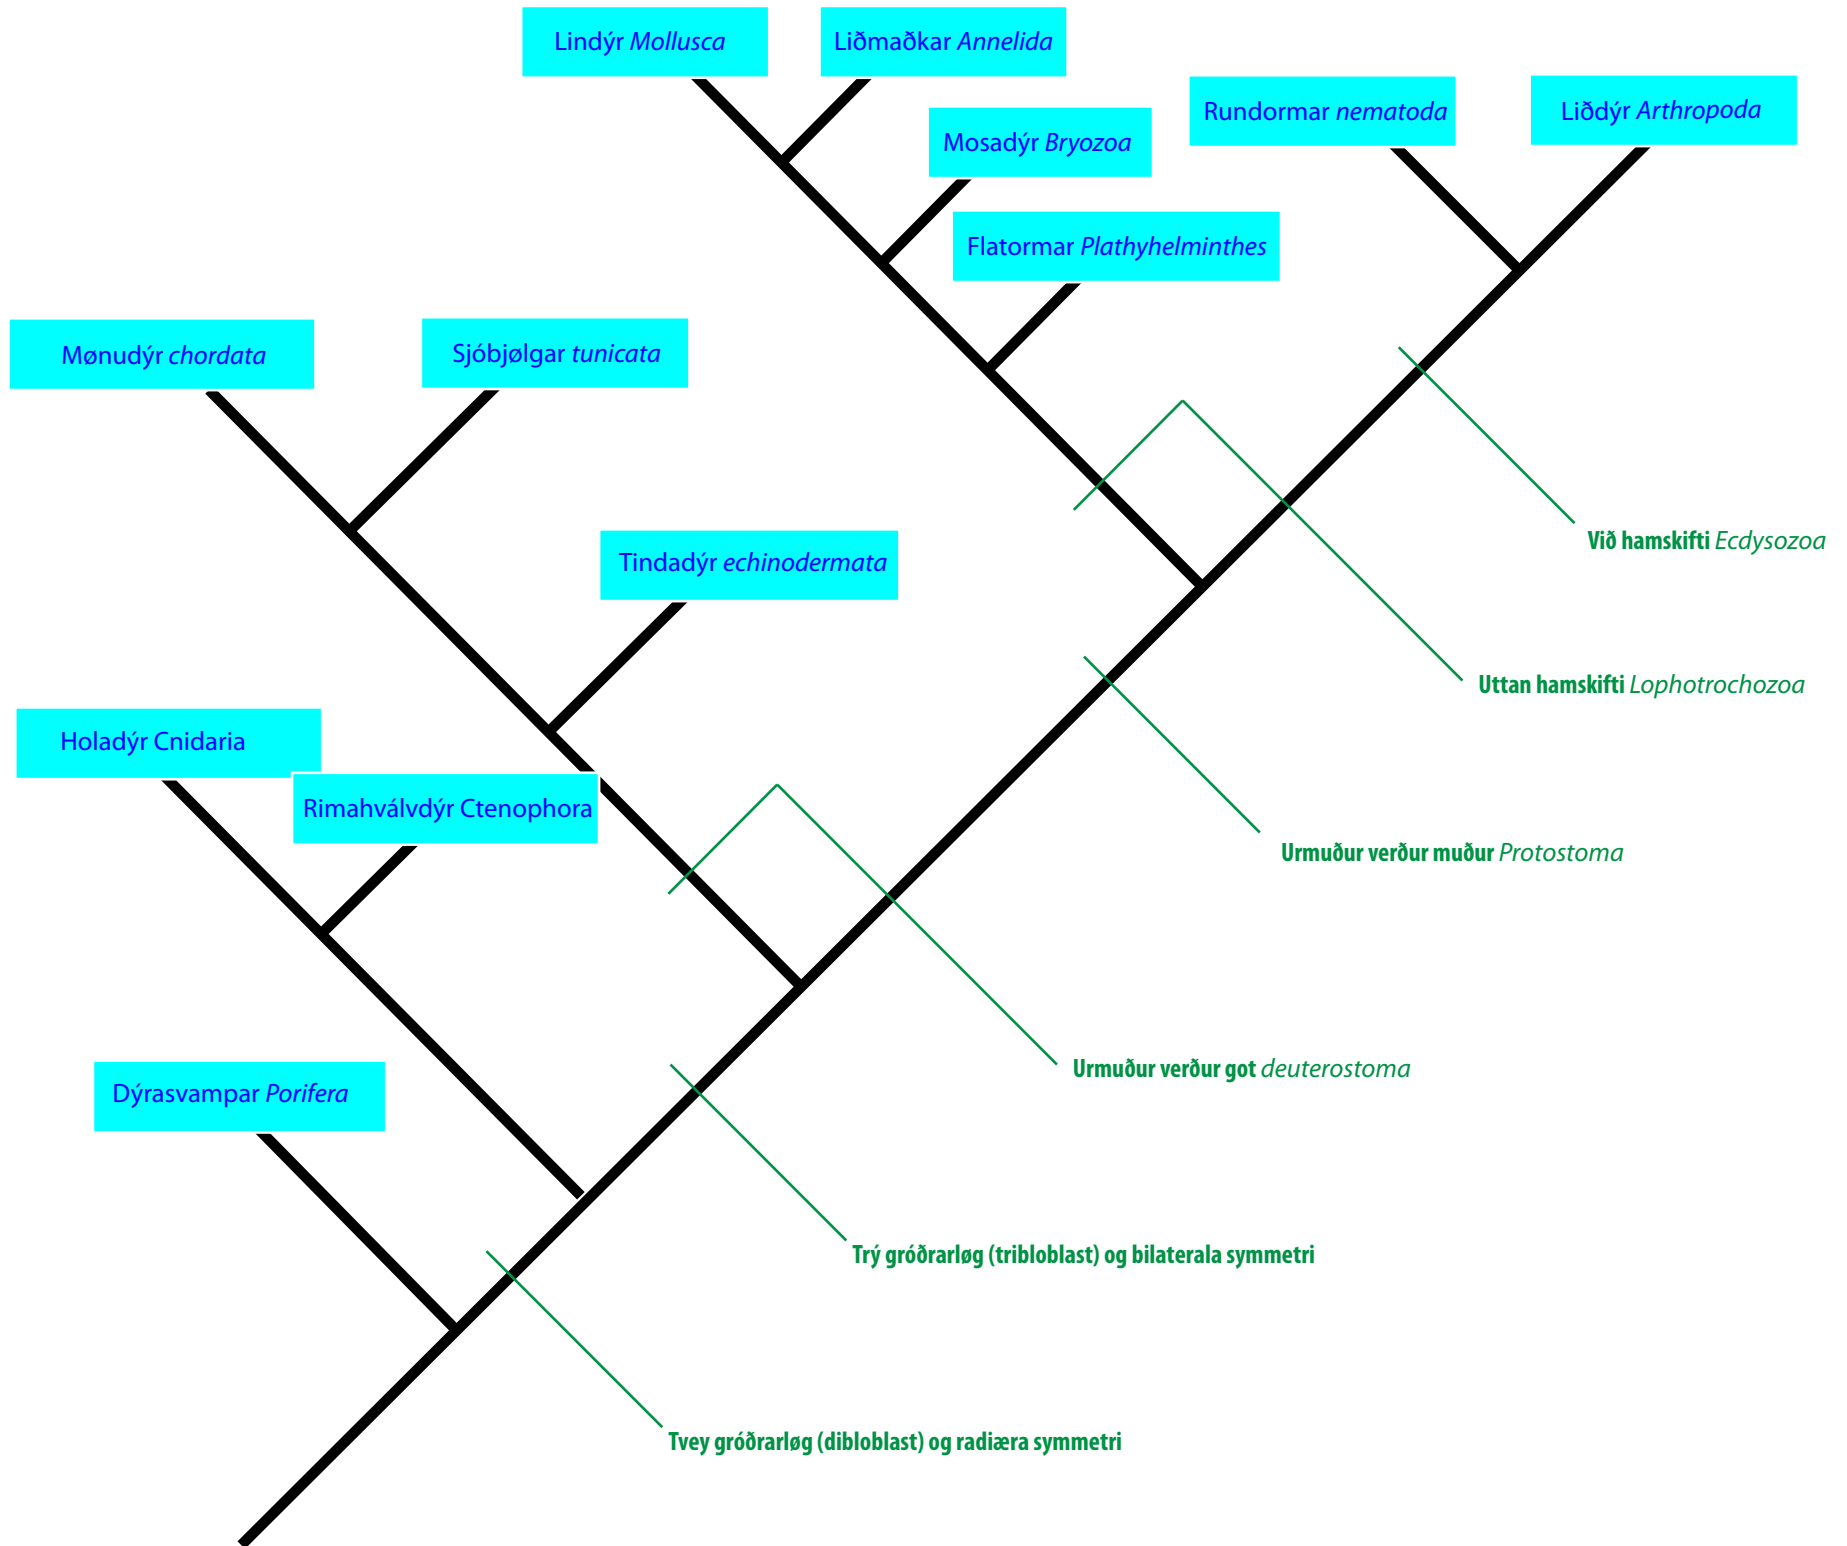 Lindýr Mollusca
Liðmaðkar Annelida
Rundormar nematoda
Liðdýr Arthropoda
Mosadýr Bryozoa
Flatormar Plathyhelminthes
Mønudýr chordata
Sjóbjølgar tunicata
Við hamskifti Ecdysozoa
Tindadýr echinodermata
Uttan hamskifti Lophotrochozoa
Holadýr Cnidaria
Rimahválvdýr Ctenophora
Urmuður verður muður Protostoma
Urmuður verður got deuterostoma
Dýrasvampar Porifera
Trý gróðrarløg (tribloblast) og bilaterala symmetri
Tvey gróðrarløg (dibloblast) og radiæra symmetri